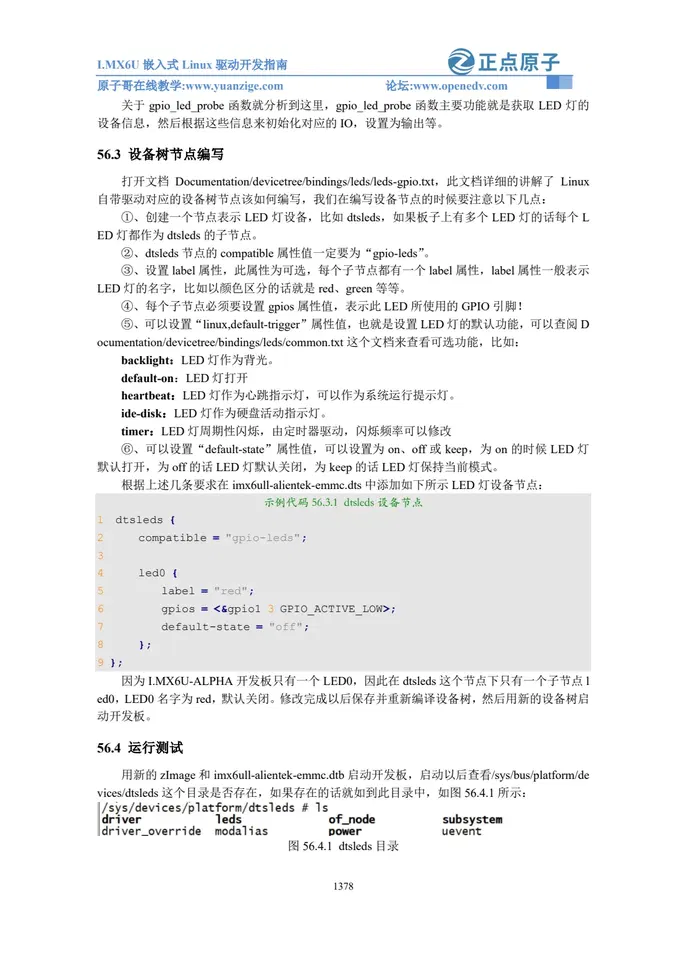 I.MX6U 嵌入式 Linux 驱动开发指南
正点原子
原子哥在线教学:www.yuanzige.com
论坛:www.openedv.com
关于 gpio_led_probe 函数就分析到这里，gpio_led_probe 函数主要功能就是获取 LED 灯的
设备信息，然后根据这些信息来初始化对应的 IO，设置为输出等。
56.3 设备树节点编写
打开文档 Documentation/devicetree/bindings/leds/leds-gpio.txt，此文档详细的讲解了 Linux
自带驱动对应的设备树节点该如何编写，我们在编写设备节点的时候要注意以下几点：
①、创建一个节点表示 LED 灯设备，比如 dtsleds，如果板子上有多个 LED 灯的话每个 L
ED 灯都作为 dtsleds 的子节点。
②、dtsleds 节点的 compatible 属性值一定要为“gpio-leds”。
③、设置 label 属性，此属性为可选，每个子节点都有一个 label 属性，label 属性一般表示
LED 灯的名字，比如以颜色区分的话就是 red、green 等等。
④、每个子节点必须要设置 gpios 属性值，表示此 LED 所使用的 GPIO 引脚！
⑤、可以设置“linux,default-trigger”属性值，也就是设置 LED 灯的默认功能，可以查阅 D
ocumentation/devicetree/bindings/leds/common.txt 这个文档来查看可选功能，比如：
backlight：LED 灯作为背光。
default-on：LED 灯打开
heartbeat：LED 灯作为心跳指示灯，可以作为系统运行提示灯。
ide-disk：LED 灯作为硬盘活动指示灯。
timer：LED 灯周期性闪烁，由定时器驱动，闪烁频率可以修改
⑥、可以设置“default-state”属性值，可以设置为 on、off 或 keep，为 on 的时候 LED 灯
默认打开，为 off 的话 LED 灯默认关闭，为 keep 的话 LED 灯保持当前模式。
根据上述几条要求在 imx6ull-alientek-emmc.dts 中添加如下所示 LED 灯设备节点：
示例代码 56.3.1 dtsleds 设备节点
1 dtsleds {
2 compatible = "gpio-leds";
3
4 led0 {
5 label = "red";
6 gpios = <&gpio1 3 GPIO_ACTIVE_LOW>;
7 default-state = "off";
8 };
9 };
因为 I.MX6U-ALPHA 开发板只有一个 LED0，因此在 dtsleds 这个节点下只有一个子节点 l
ed0，LED0 名字为 red，默认关闭。修改完成以后保存并重新编译设备树，然后用新的设备树启
动开发板。
56.4 运行测试
用新的 zImage 和 imx6ull-alientek-emmc.dtb 启动开发板，启动以后查看/sys/bus/platform/de
vices/dtsleds 这个目录是否存在，如果存在的话就如到此目录中，如图 56.4.1 所示：
/sys/devices/platform/dtsleds # ls
driver leds of_node subsystem
driver_override modalias power uevent
图 56.4.1 dtsleds 目录
1378